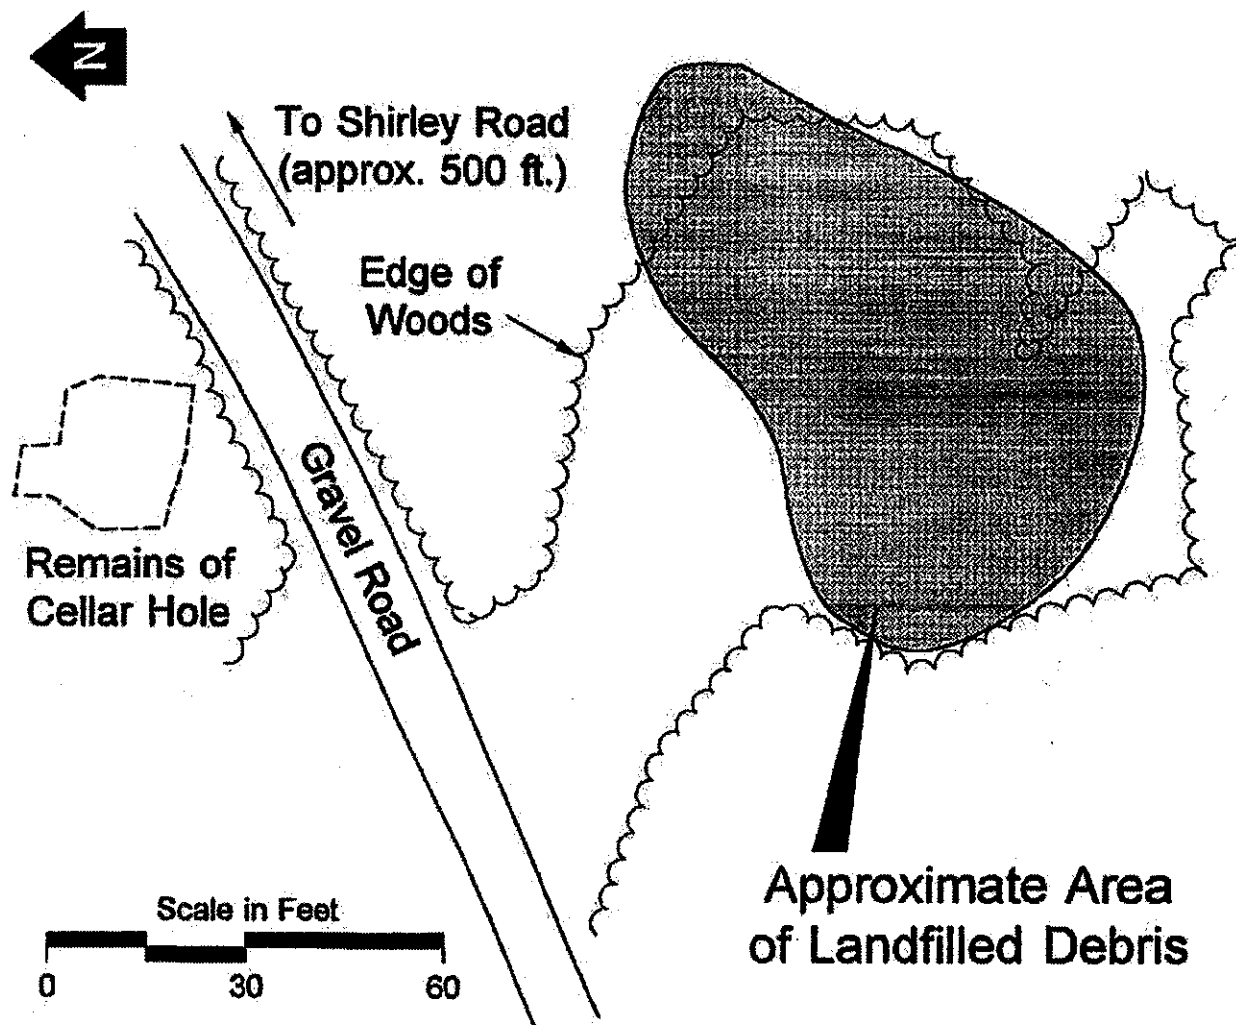 N
To Shirley Road
(approx. 500 ft.)
Edge of
Woods
Gravel Road
Remains of
Cellar Hole
Scale in Feet
0 30 60
Approximate Area
of Landfilled Debris